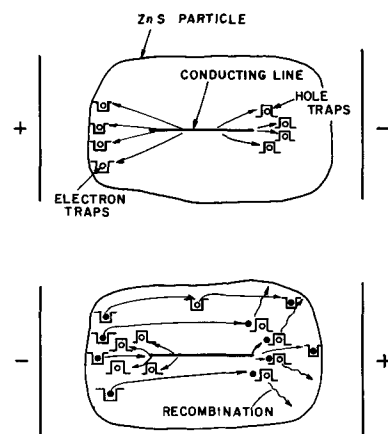 ZnS PARTICLE
CONDUCTING LINE
HOLE
TRAPS
+
−
ELECTRON
TRAPS
−
+
RECOMBINATION